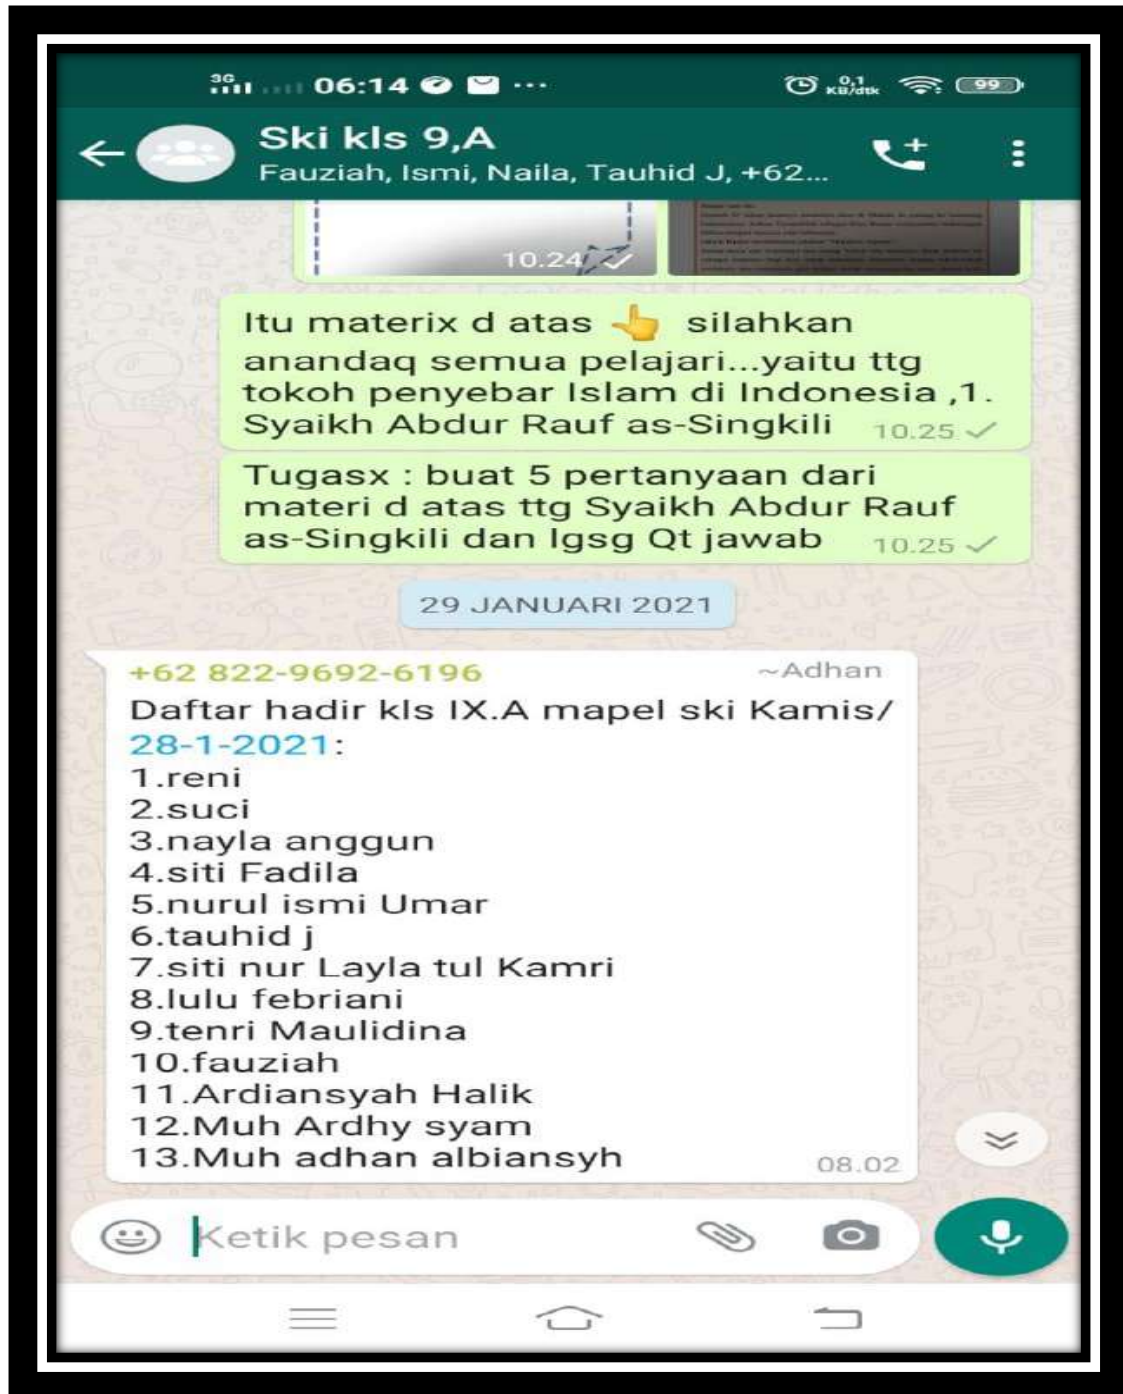 3G 06:14 ... 0,1 KB/dtk 99
Ski kls 9,A
Fauziah, Ismi, Naila, Tauhid J, +62...
10.24
Itu materix d atas 👆 silahkan
anandaq semua pelajari...yaitu ttg
tokoh penyebar Islam di Indonesia ,1.
Syaikh Abdur Rauf as-Singkili 10.25
Tugasx : buat 5 pertanyaan dari
materi d atas ttg Syaikh Abdur Rauf
as-Singkili dan lgsg Qt jawab 10.25
29 JANUARI 2021
+62 822-9692-6196 ~Adhan
Daftar hadir kls IX.A mapel ski Kamis/
28-1-2021:
1.reni
2.suci
3.nayla anggun
4.siti Fadila
5.nurul ismi Umar
6.tauhid j
7.siti nur Layla tul Kamri
8.lulu febriani
9.tenri Maulidina
10.fauziah
11.Ardiansyah Halik
12.Muh Ardhy syam
13.Muh adhan albiansyh 08.02
Ketik pesan